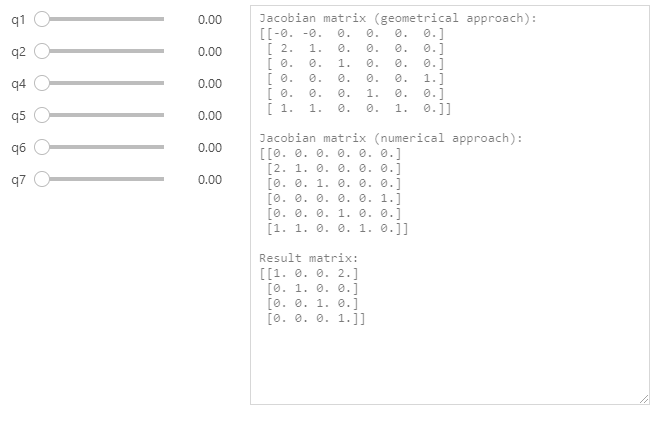 q1 0.00
q2 0.00
q4 0.00
q5 0.00
q6 0.00
q7 0.00
Jacobian matrix (geometrical approach):
[[-0. -0.  0.  0.  0.  0.]
 [ 2.  1.  0.  0.  0.  0.]
 [ 0.  0.  1.  0.  0.  0.]
 [ 0.  0.  0.  0.  0.  1.]
 [ 0.  0.  0.  1.  0.  0.]
 [ 1.  1.  0.  0.  1.  0.]]
Jacobian matrix (numerical approach):
[[0. 0. 0. 0. 0. 0.]
 [2. 1. 0. 0. 0. 0.]
 [0. 0. 1. 0. 0. 0.]
 [0. 0. 0. 0. 0. 1.]
 [0. 0. 0. 1. 0. 0.]
 [1. 1. 0. 0. 1. 0.]]
Result matrix:
[[1. 0. 0. 2.]
 [0. 1. 0. 0.]
 [0. 0. 1. 0.]
 [0. 0. 0. 1.]]